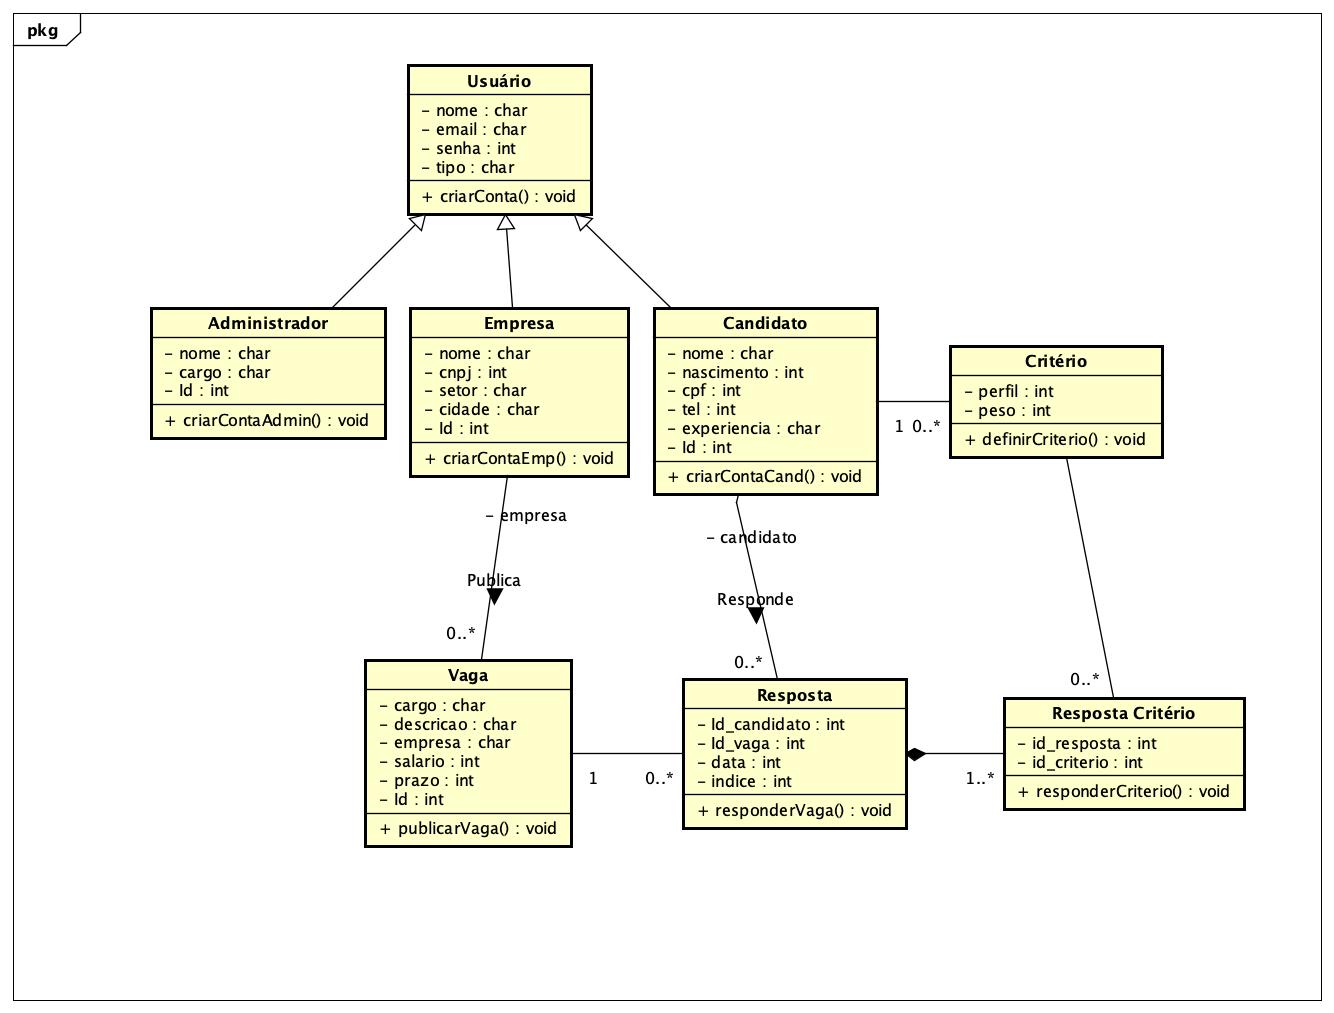 pkg
Usuário
- nome : char
- email : char
- senha : int
- tipo : char
+ criarConta() : void
Administrador
- nome : char
- cargo : char
- Id : int
+ criarContaAdmin() : void
Empresa
- nome : char
- cnpj : int
- setor : char
- cidade : char
- Id : int
+ criarContaEmp() : void
Candidato
- nome : char
- nascimento : int
- cpf : int
- tel : int
- experiencia : char
- Id : int
+ criarContaCand() : void
1 0..*
Critério
- perfil : int
- peso : int
+ definirCriterio() : void
- empresa
Publica
0..*
- candidato
Responde
0..*
0..*
Vaga
- cargo : char
- descricao : char
- empresa : char
- salario : int
- prazo : int
- Id : int
+ publicarVaga() : void
1 0..*
Resposta
- Id_candidato : int
- Id_vaga : int
- data : int
- indice : int
+ responderVaga() : void
1..*
Resposta Critério
- id_resposta : int
- id_criterio : int
+ responderCriterio() : void